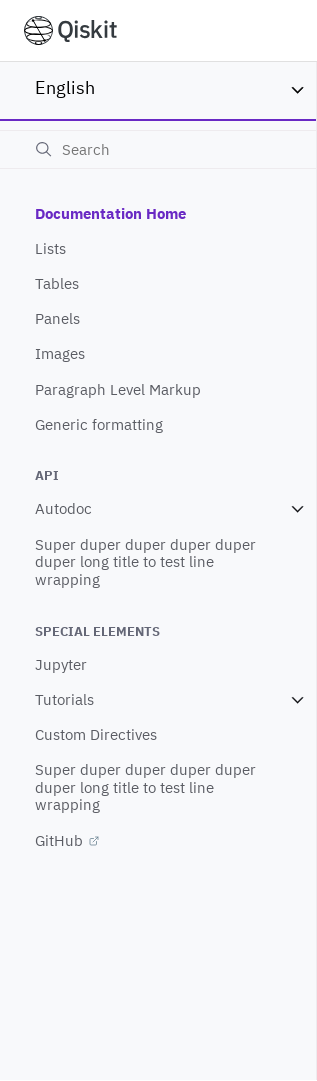 Qiskit
English
Search
Documentation Home
Lists
Tables
Panels
Images
Paragraph Level Markup
Generic formatting
API
Autodoc
Super duper duper duper duper
duper long title to test line
wrapping
SPECIAL ELEMENTS
Jupyter
Tutorials
Custom Directives
Super duper duper duper duper
duper long title to test line
wrapping
GitHub